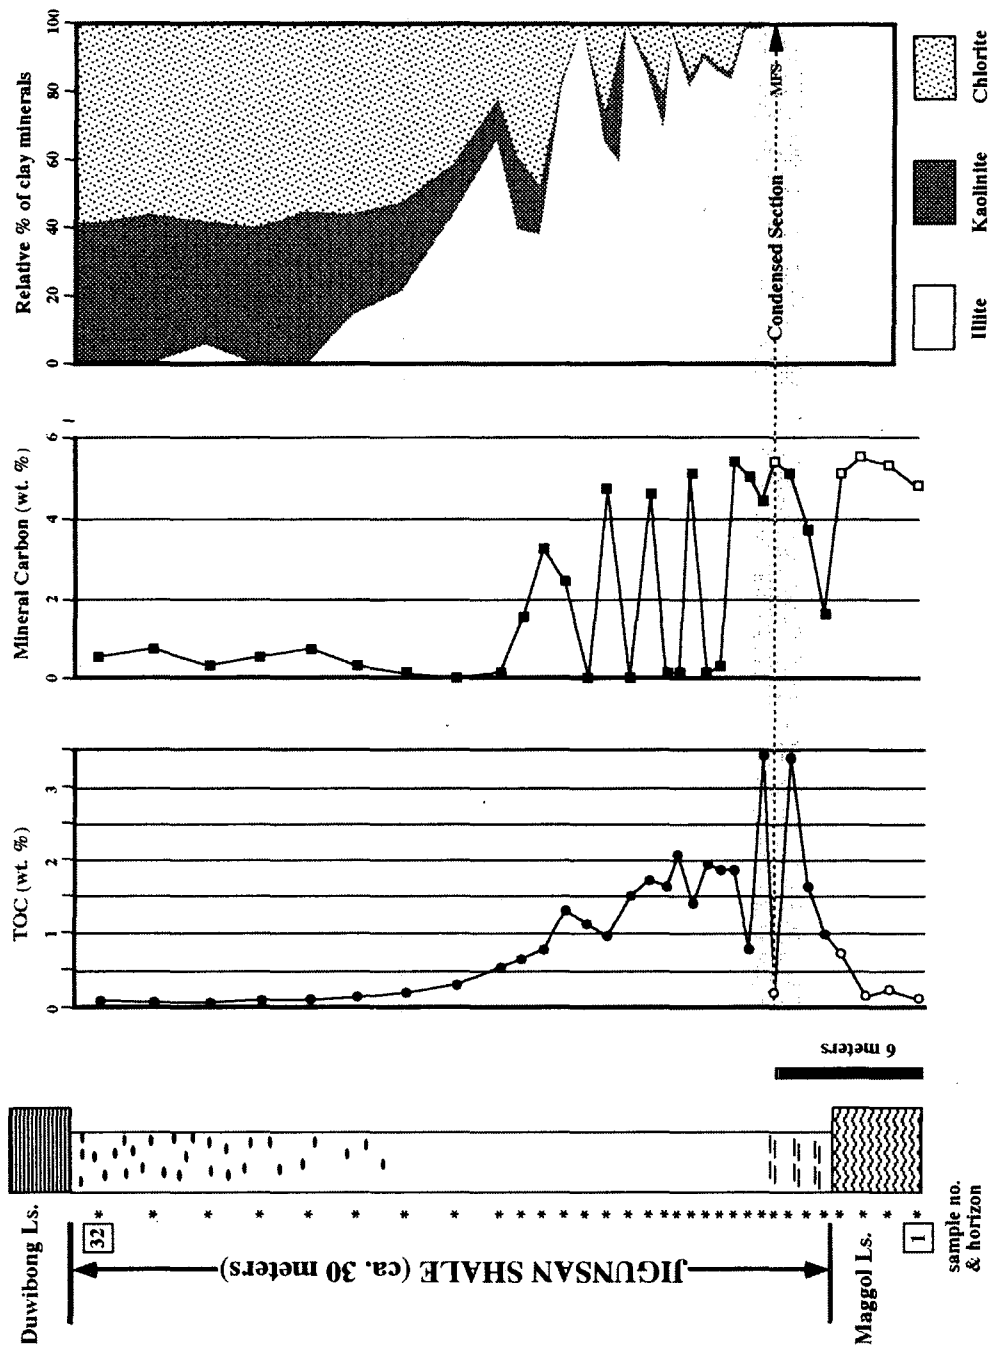 Duwibong Ls.
32
JIGUNSAN SHALE (ca. 30 meters)
Maggol Ls.
1
sample no.
& horizon
6 meters
TOC (wt. %)
0
1
2
3
Mineral Carbon (wt. %)
0
2
4
6
Relative % of clay minerals
0
20
40
60
80
100
Condensed Section
MFS
Illite
Kaolinite
Chlorite